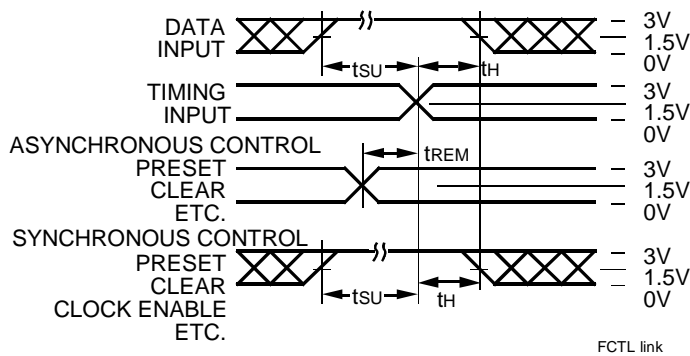 DATA
INPUT
3V
1.5V
0V
tSU
tH
TIMING
INPUT
3V
1.5V
0V
ASYNCHRONOUS CONTROL
tREM
PRESET
CLEAR
ETC.
3V
1.5V
0V
SYNCHRONOUS CONTROL
PRESET
CLEAR
CLOCK ENABLE
ETC.
3V
1.5V
0V
tSU
tH
FCTL link